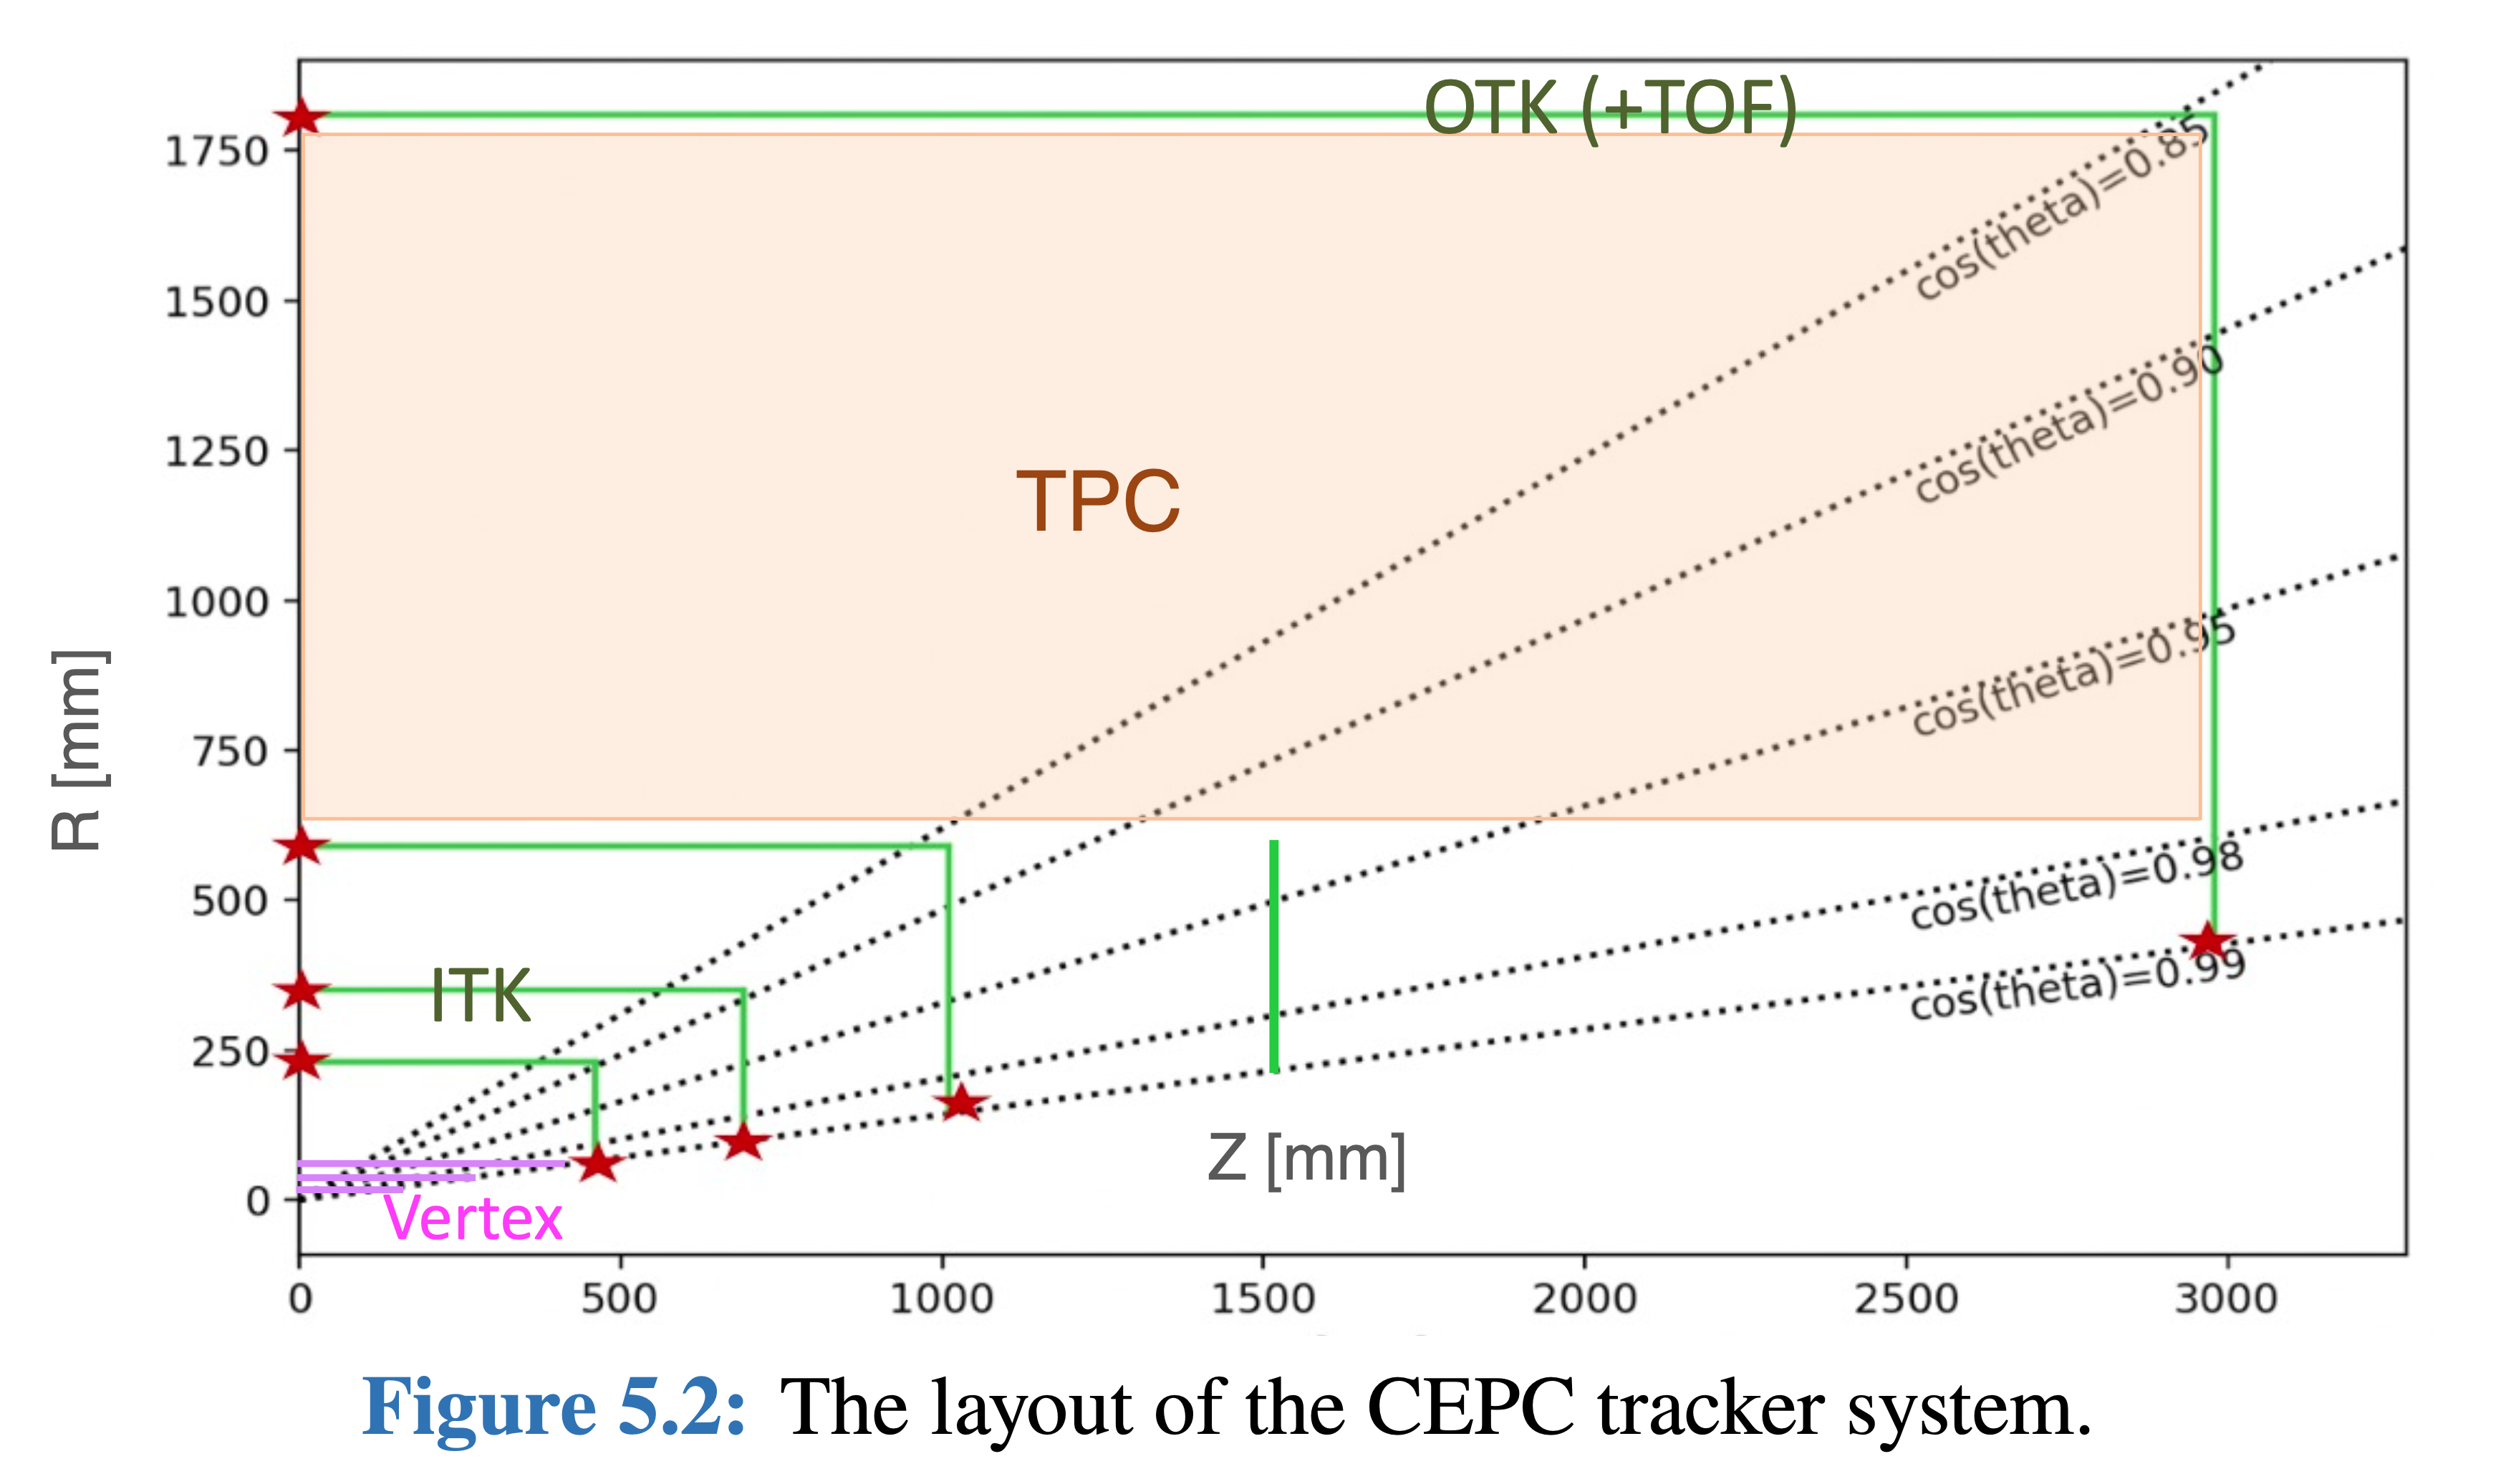 OTK (+TOF)
1750
cos(theta)=0.85
1500
cos(theta)=0.90
1250
TPC
1000
cos(theta)=0.95
750
R [mm]
cos(theta)=0.98
500
cos(theta)=0.99
ITK
250
Z [mm]
0
Vertex
0 500 1000 1500 2000 2500 3000
Figure 5.2: The layout of the CEPC tracker system.